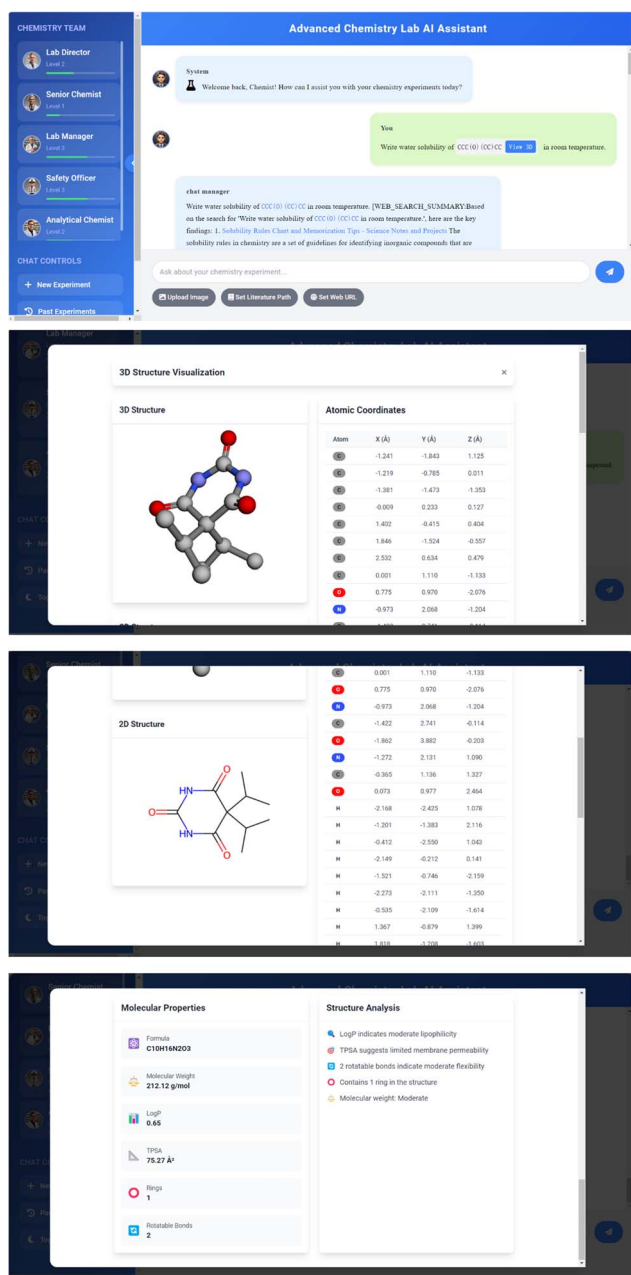 CHEMISTRY TEAM
Lab Director
Level 2
Senior Chemist
Level 1
Lab Manager
Level 3
Safety Officer
Level 3
Analytical Chemist
Level 2
CHAT CONTROLS
+ New Experiment
Past Experiments
Advanced Chemistry Lab AI Assistant
System
Welcome back, Chemist! How can I assist you with your chemistry experiments today?
You
Write water solubility of CCC(O)(CC)CC View 3D in room temperature.
chat manager
Write water solubility of CCC(O)(CC)CC in room temperature. [WEB_SEARCH_SUMMARY:Based
on the search for 'Write water solubility of CCC(O)(CC)CC in room temperature.', here are the key
findings: 1. Solubility Rules Chart and Memorization Tips - Science Notes and Projects The
solubility rules in chemistry are a set of guidelines for identifying inorganic compounds that are
Ask about your chemistry experiment...
Upload Image Set Literature Path Set Web URL
Lab Manager
3D Structure Visualization ×
3D Structure
Atomic Coordinates
Atom X (Å) Y (Å) Z (Å)
C -1.241 -1.843 1.125
C -1.219 -0.785 0.011
C -1.381 -1.473 -1.353
C -0.009 0.233 0.127
C 1.402 -0.415 0.404
C 1.846 -1.524 -0.557
C 2.532 0.634 0.479
C 0.001 1.110 -1.133
O 0.775 0.970 -2.076
N -0.973 2.068 -1.204
C 0.001 1.110 -1.133
O 0.775 0.970 -2.076
N -0.973 2.068 -1.204
C -1.422 2.741 -0.114
O -1.862 3.882 -0.203
N -1.272 2.131 1.090
C -0.365 1.136 1.327
O 0.073 0.977 2.464
H -2.168 -2.425 1.078
H -1.201 -1.383 2.116
H -0.412 -2.550 1.043
H -2.149 -0.212 0.141
H -1.521 -0.746 -2.159
H -2.273 -2.111 -1.350
H -0.535 -2.109 -1.614
H 1.367 -0.879 1.399
H 1.818 -1.208 -1.603
2D Structure
O
HN
O
HN
O
Molecular Properties
Formula
C10H16N2O3
Molecular Weight
212.12 g/mol
LogP
0.65
TPSA
75.27 Å²
Rings
1
Rotatable Bonds
2
Structure Analysis
LogP indicates moderate lipophilicity
TPSA suggests limited membrane permeability
2 rotatable bonds indicate moderate flexibility
Contains 1 ring in the structure
Molecular weight: Moderate